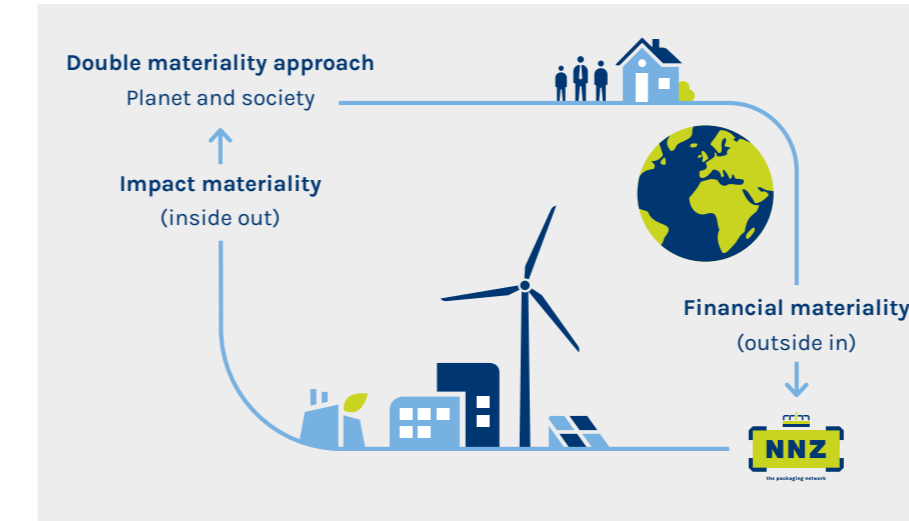 Double materiality approach
Planet and society
Impact materiality
(inside out)
Financial materiality
(outside in)
NNZ
the packaging network